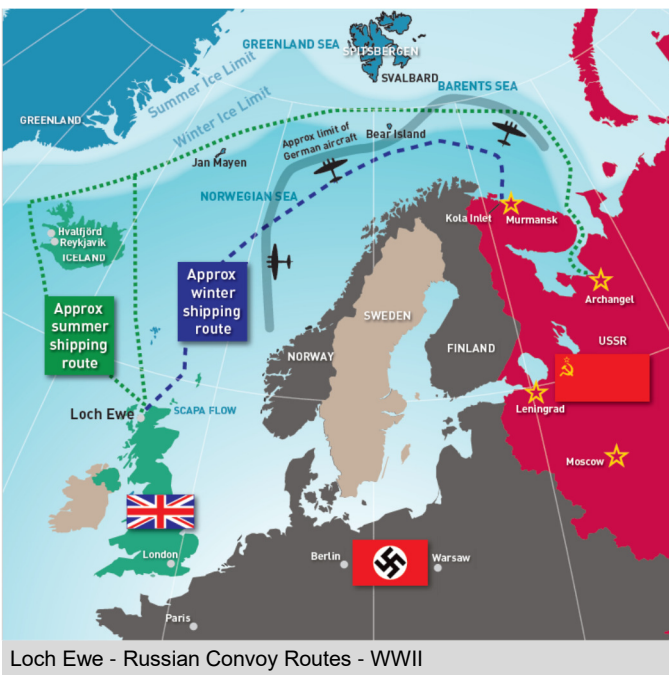 GREENLAND SEA
SPITSBERGEN
SVALBARD
BARENTS SEA
Summer Ice Limit
Winter Ice Limit
GREENLAND
Approx limit of
German aircraft
Bear Island
Jan Mayen
NORWEGIAN SEA
Kola Inlet
Murmansk
Hvalfjörd
Reykjavik
ICELAND
Approx
winter
shipping
route
Archangel
Approx
summer
shipping
route
SWEDEN
USSR
NORWAY
FINLAND
Loch Ewe
SCAPA FLOW
Leningrad
Moscow
London
Berlin
Warsaw
Paris
Loch Ewe - Russian Convoy Routes - WWII